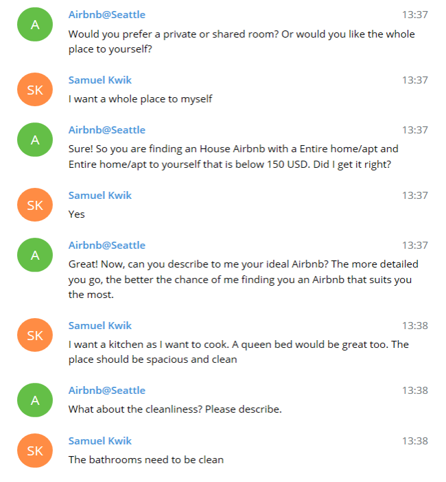 A
Airbnb@Seattle 13:37
Would you prefer a private or shared room? Or would you like the whole
place to yourself?
SK
Samuel Kwik 13:37
I want a whole place to myself
A
Airbnb@Seattle 13:37
Sure! So you are finding an House Airbnb with a Entire home/apt and
Entire home/apt to yourself that is below 150 USD. Did I get it right?
SK
Samuel Kwik 13:37
Yes
A
Airbnb@Seattle 13:37
Great! Now, can you describe to me your ideal Airbnb? The more detailed
you go, the better the chance of me finding you an Airbnb that suits you
the most.
SK
Samuel Kwik 13:38
I want a kitchen as I want to cook. A queen bed would be great too. The
place should be spacious and clean
A
Airbnb@Seattle 13:38
What about the cleanliness? Please describe.
SK
Samuel Kwik 13:38
The bathrooms need to be clean